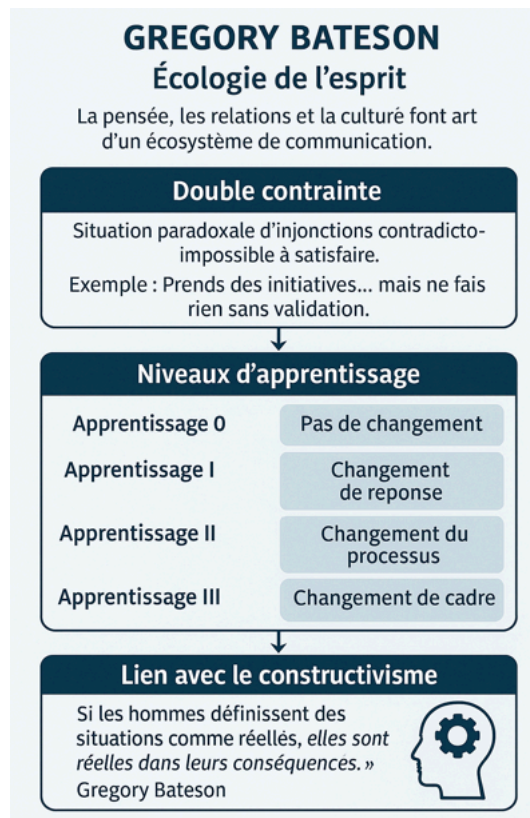 GREGORY BATESON
Écologie de l'esprit
La pensée, les relations et la culturé font art
d'un écosystème de communication.
Double contrainte
Situation paradoxale d'injonctions contradicto-
impossible à satisfaire.
Exemple : Prends des initiatives... mais ne fais
rien sans validation.
Niveaux d'apprentissage
Apprentissage 0
Pas de changement
Apprentissage I
Changement
de reponse
Apprentissage II
Changement du
processus
Apprentissage III
Changement de cadre
Lien avec le constructivisme
Si les hommes définissent des
situations comme réellés, elles sont
réelles dans leurs conséquencés. »
Gregory Bateson